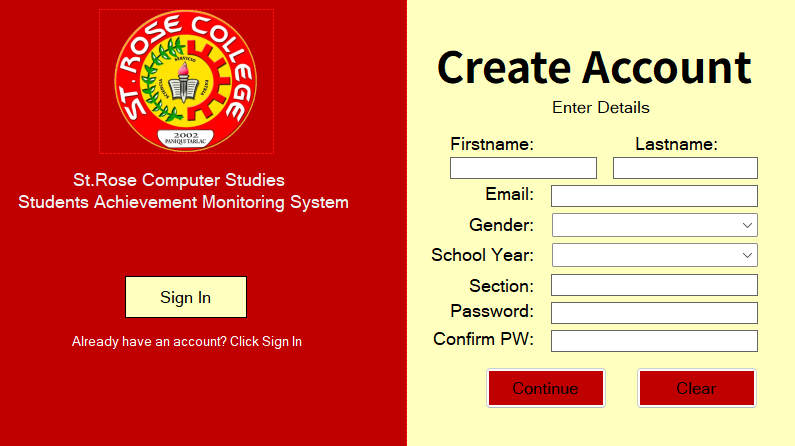 ST. ROSE COLLEGE
SERVICIO
2002
PANIQUI TARLAC
St.Rose Computer Studies
Students Achievement Monitoring System
Sign In
Already have an account? Click Sign In
Create Account
Enter Details
Firstname: Lastname:
Email:
Gender:
School Year:
Section:
Password:
Confirm PW:
Continue Clear